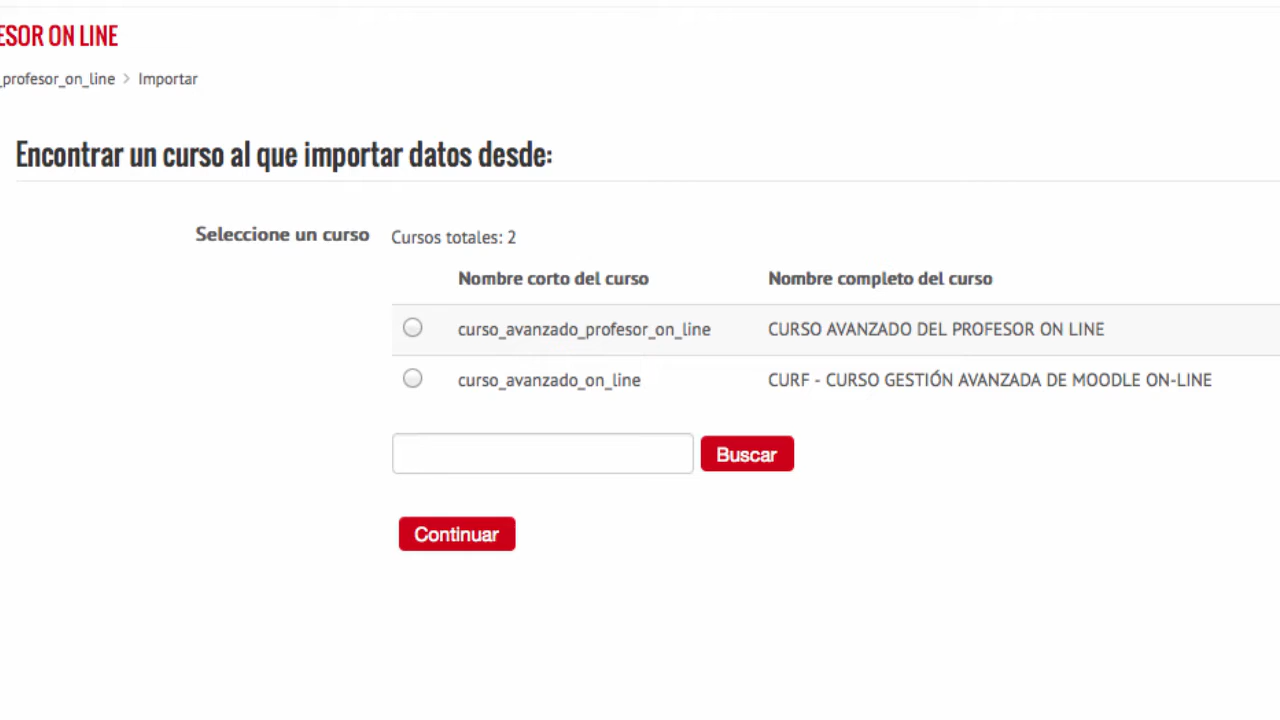 ESOR ON LINE
_profesor_on_line > Importar
Encontrar un curso al que importar datos desde:
Seleccione un curso Cursos totales: 2
Nombre corto del curso Nombre completo del curso
curso_avanzado_profesor_on_line CURSO AVANZADO DEL PROFESOR ON LINE
curso_avanzado_on_line CURF - CURSO GESTIÓN AVANZADA DE MOODLE ON-LINE
Buscar
Continuar